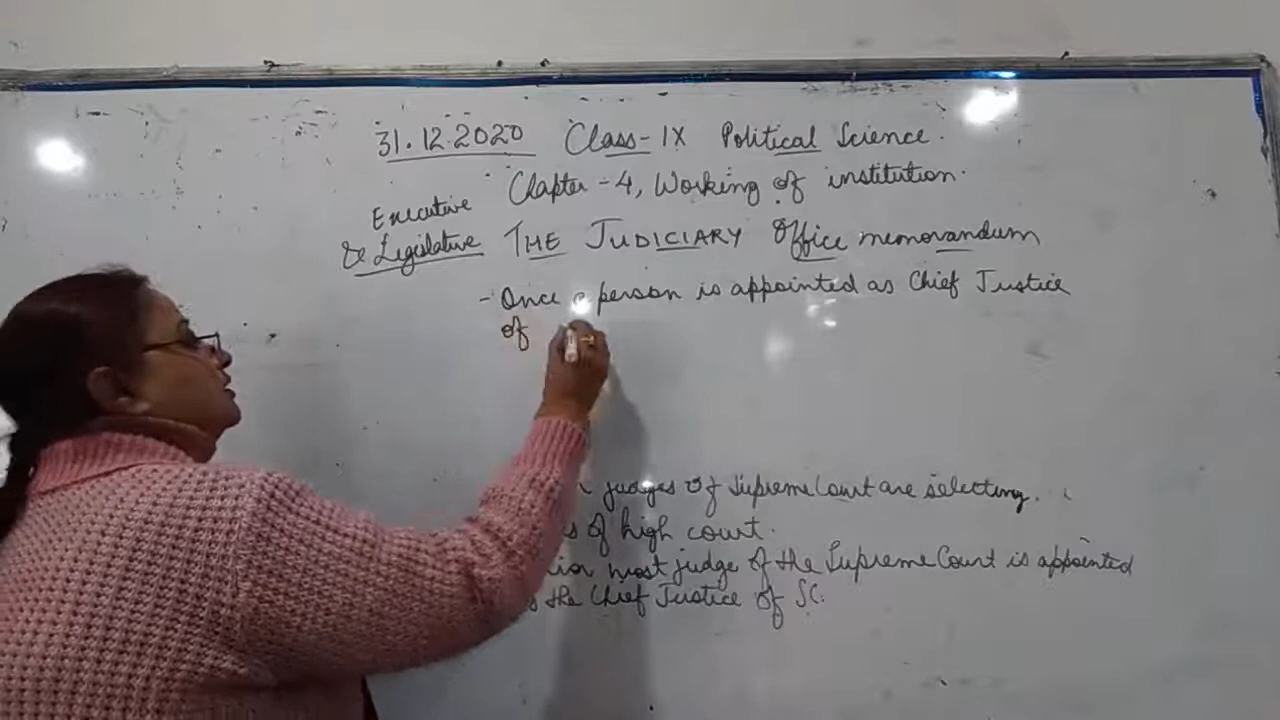 31.12.2020 Class-IX Political Science.
Chapter-4, Working of institution.
Executive
& Legislative THE JUDICIARY Office memorandum
- Once a person is appointed as Chief Justice
of
judges of Supreme Court are selecting.
s of high court.
ior most judge of the Supreme Court is appointed
s the Chief Justice of SC.